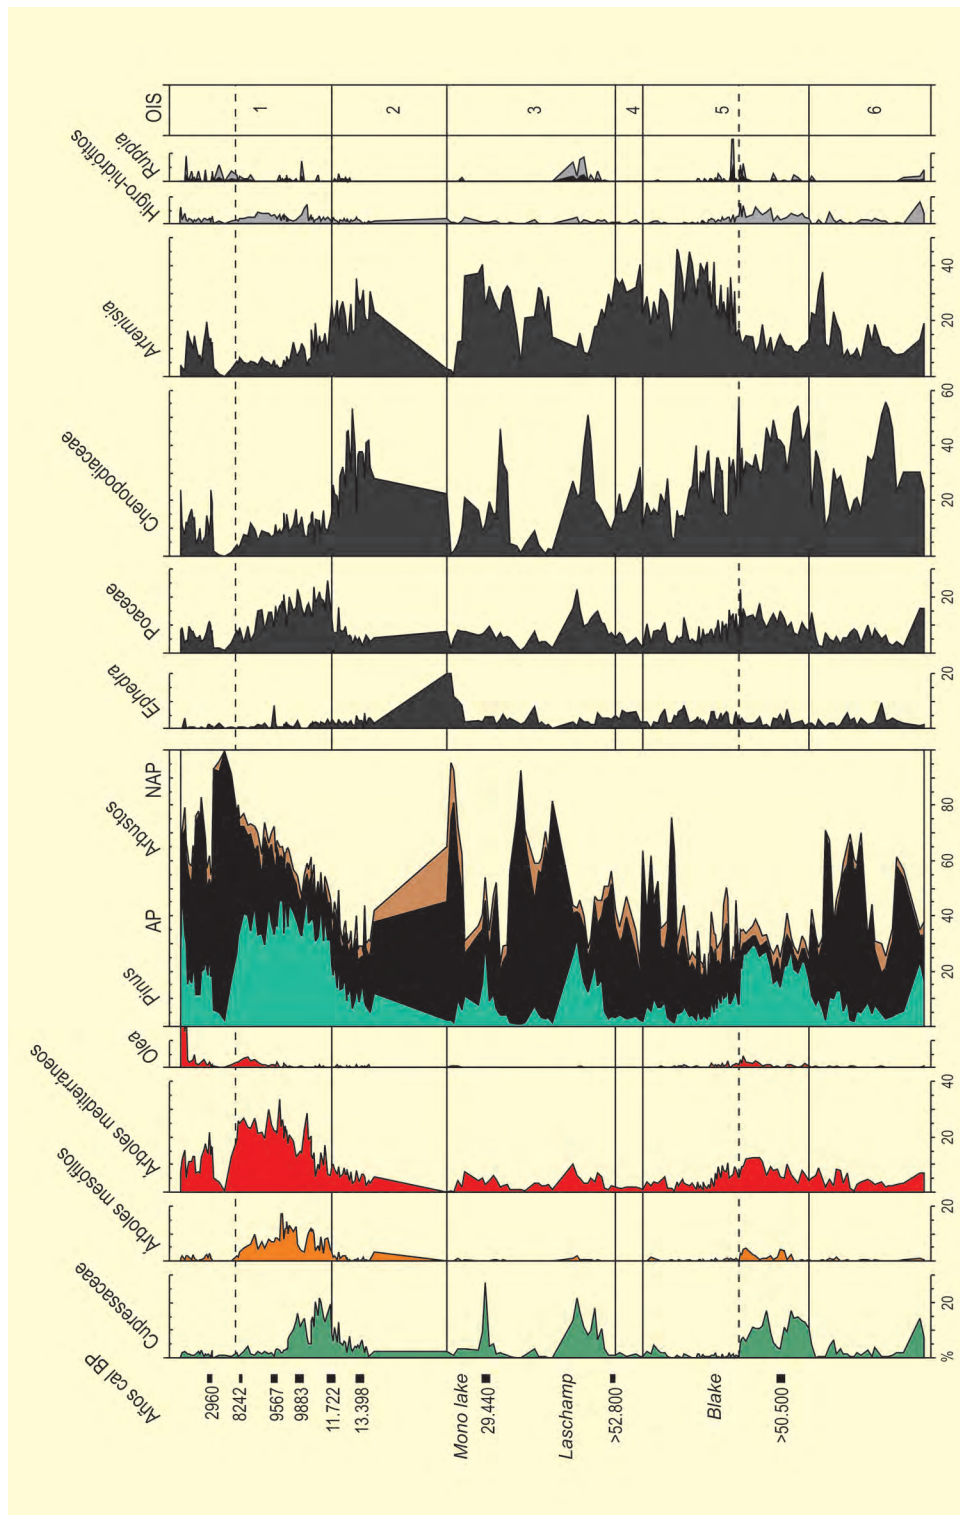 Años cal BP
Cupressaceae
Árboles mesófilos
Árboles mediterráneos
Olea
Pinus
AP
Arbustos
NAP
Ephedra
Poaceae
Chenopodiaceae
Artemisia
Higro-hidrófitos
Ruppia
OIS
2960
8242
9567
9883
11.722
13.398
Mono lake
29.440
Laschamp
>52.800
Blake
>50.500
1
2
3
4
5
6
% 20
20
20 40
20 40 60 80
20
20
20 40 60
20 40